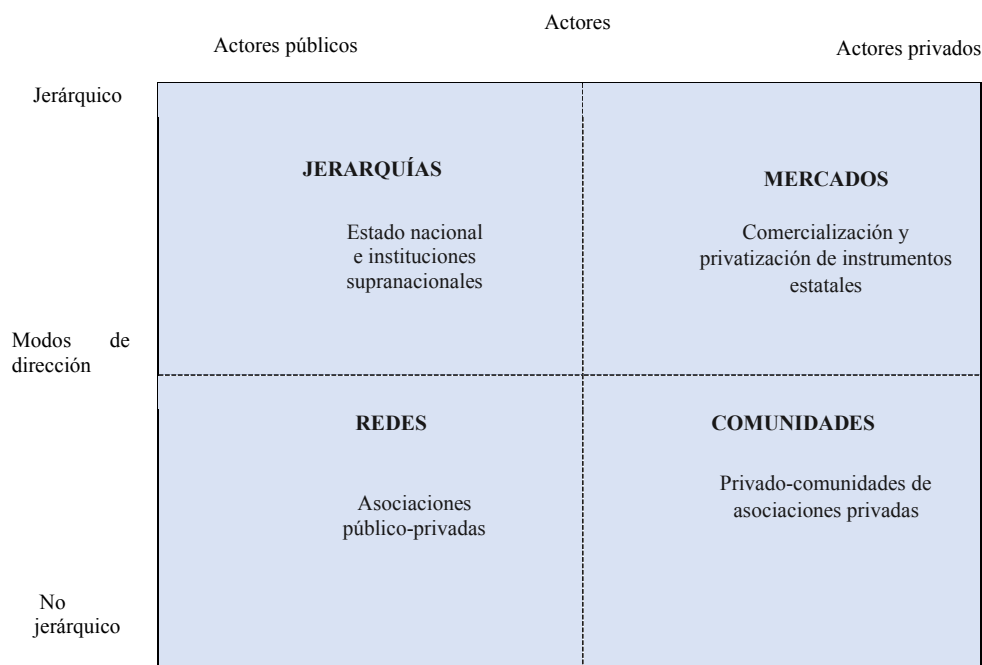 Actores
Actores públicos
Actores privados
Jerárquico
JERARQUÍAS
Estado nacional
e instituciones
supranacionales
MERCADOS
Comercialización y
privatización de instrumentos
estatales
Modos de
dirección
REDES
Asociaciones
público-privadas
COMUNIDADES
Privado-comunidades de
asociaciones privadas
No
jerárquico